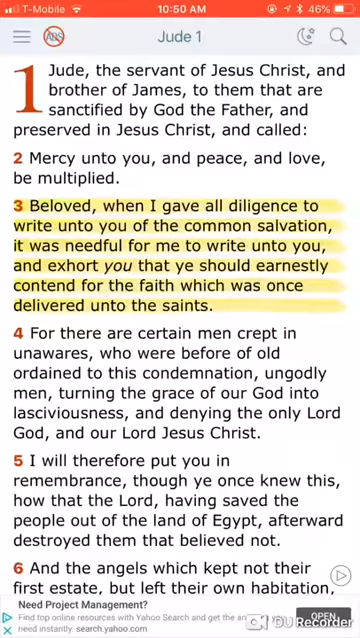 T-Mobile 10:50 AM 46%
ADS Jude 1
1 Jude, the servant of Jesus Christ, and
brother of James, to them that are
sanctified by God the Father, and
preserved in Jesus Christ, and called:
2 Mercy unto you, and peace, and love,
be multiplied.
3 Beloved, when I gave all diligence to
write unto you of the common salvation,
it was needful for me to write unto you,
and exhort you that ye should earnestly
contend for the faith which was once
delivered unto the saints.
4 For there are certain men crept in
unawares, who were before of old
ordained to this condemnation, ungodly
men, turning the grace of our God into
lasciviousness, and denying the only Lord
God, and our Lord Jesus Christ.
5 I will therefore put you in
remembrance, though ye once knew this,
how that the Lord, having saved the
people out of the land of Egypt, afterward
destroyed them that believed not.
6 And the angels which kept not their
first estate, but left their own habitation,
Need Project Management?
Find top online resources with Yahoo Search and get the
need instantly. search.yahoo.com
OPEN
DU Recorder